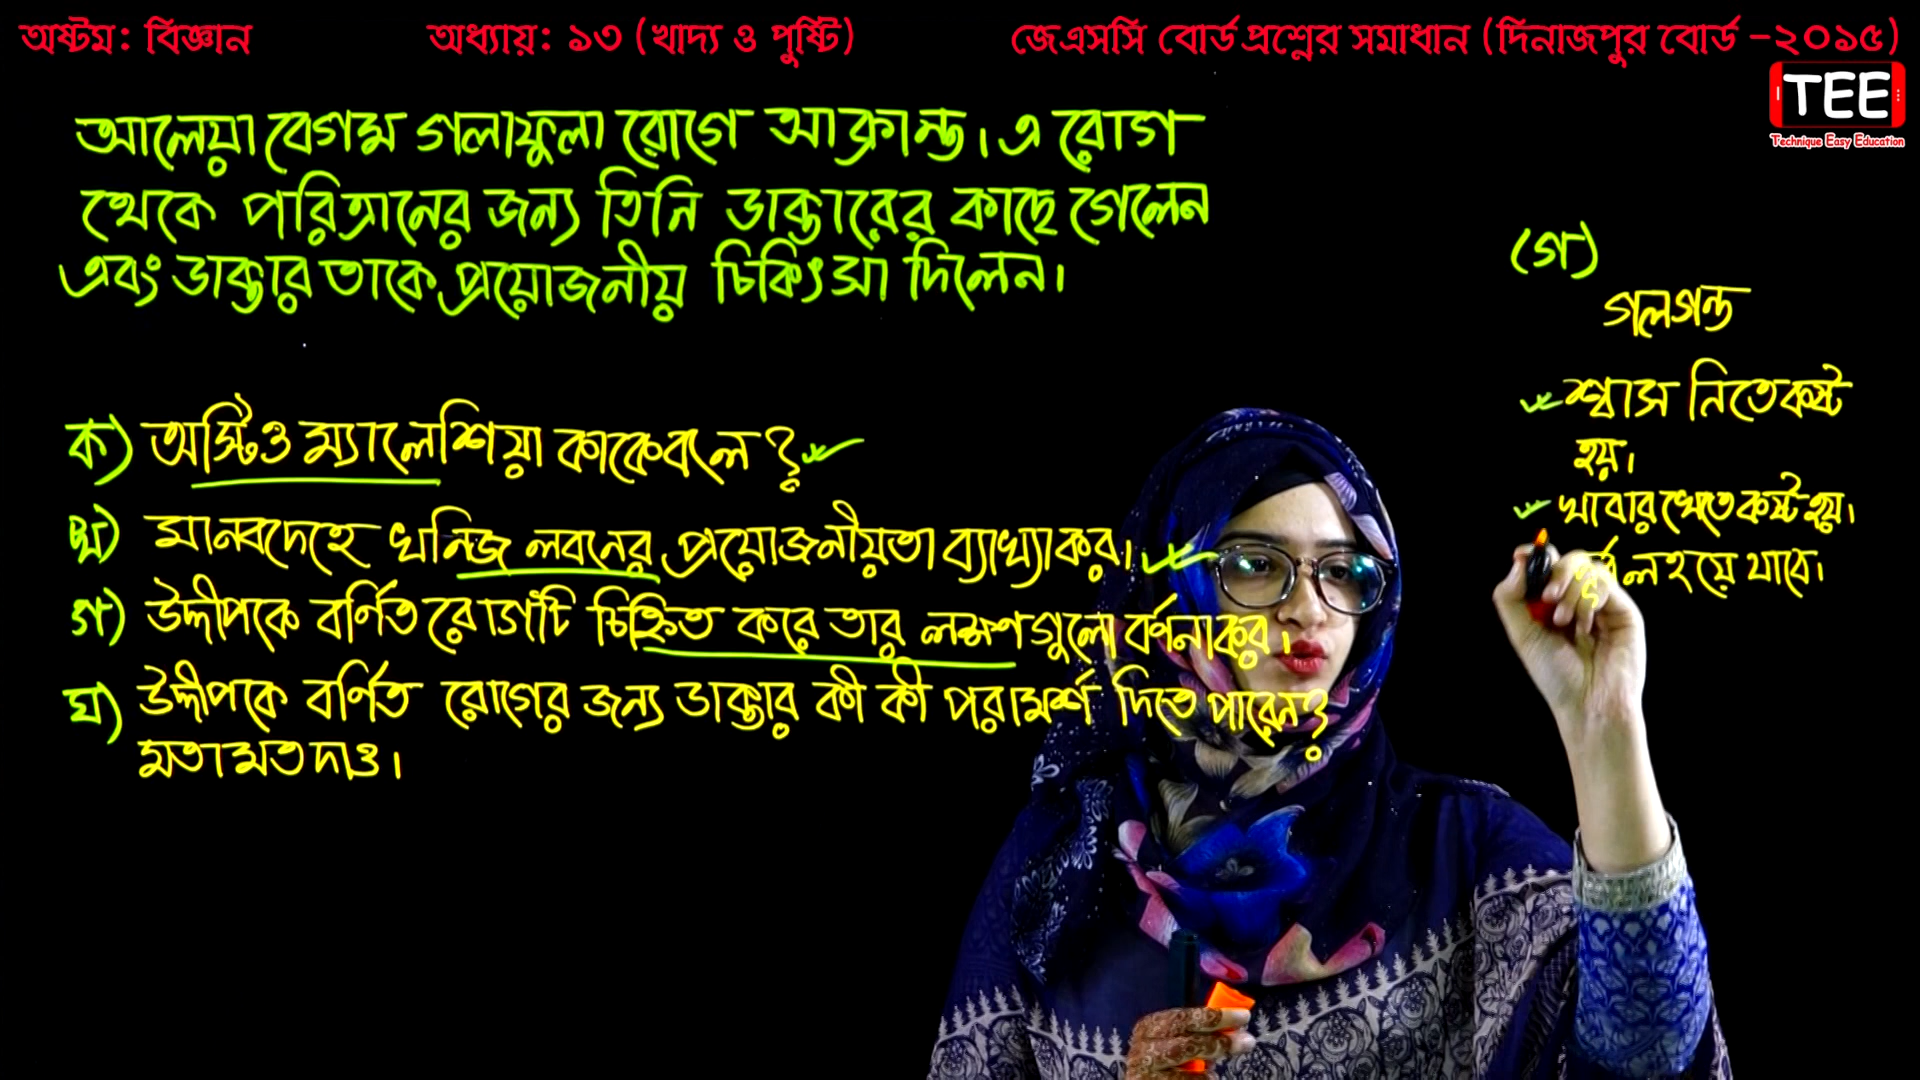 অষ্টম: বিজ্ঞান
অধ্যায়: ১৩ (খাদ্য ও পুষ্টি)
জেএসসি বোর্ড প্রশ্নের সমাধান (দিনাজপুর বোর্ড -২০১৫)
TEE
Technique Easy Education
আলেয়া বেগম গলাফুলা রোগে আক্রান্ত। এ রোগ
থেকে পরিত্রানের জন্য তিনি ডাক্তারের কাছে গেলেন
এবং ডাক্তার তাকে প্রয়োজনীয় চিকিৎসা দিলেন।
ক) অস্টিও ম্যালেশিয়া কাকে বলে?
খ) মানবদেহে খনিজ লবনের প্রয়োজনীয়তা ব্যাখ্যা কর।
গ) উদ্দীপকে বর্ণিত রোগটি চিহ্নিত করে তার লক্ষণগুলো বর্ণনা কর।
ঘ) উদ্দীপকে বর্ণিত রোগের জন্য ডাক্তার কী কী পরামর্শ দিতে পারেন?
মতামত দাও।
(গ)
গলগন্ড
শ্বাস নিতে কষ্ট
হয়।
খাবার খেতে কষ্ট হয়।
হয়ে যাবে।